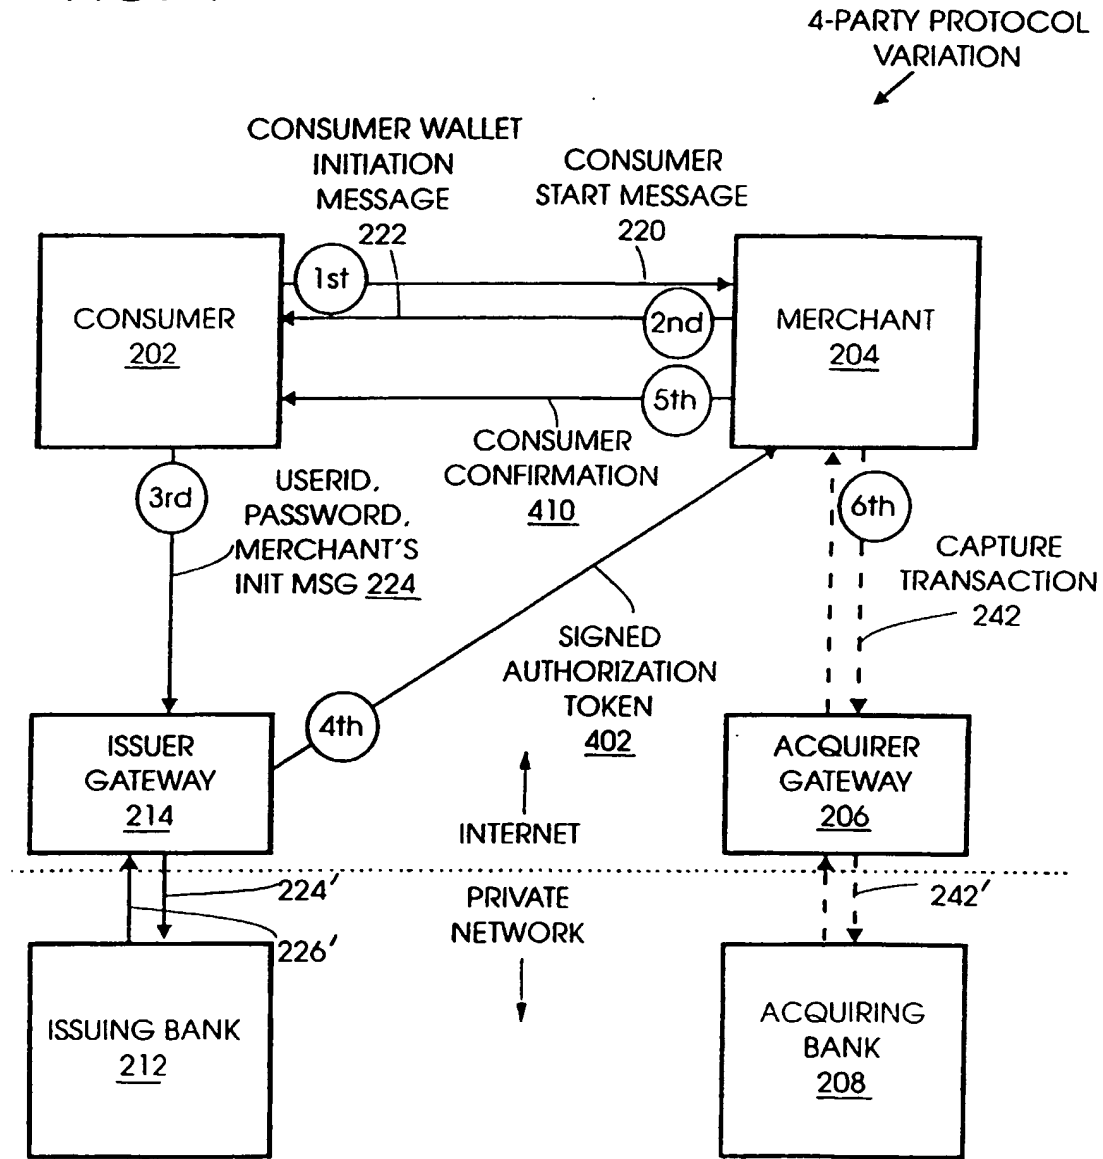 4-PARTY PROTOCOL
VARIATION
CONSUMER WALLET
INITIATION
MESSAGE
222
CONSUMER
START MESSAGE
220
1st
CONSUMER
202
2nd
MERCHANT
204
5th
CONSUMER
CONFIRMATION
410
3rd
USERID,
PASSWORD,
MERCHANT'S
INIT MSG 224
6th
CAPTURE
TRANSACTION
242
SIGNED
AUTHORIZATION
TOKEN
402
4th
ISSUER
GATEWAY
214
ACQUIRER
GATEWAY
206
INTERNET
PRIVATE
NETWORK
224'
226'
242'
ISSUING BANK
212
ACQUIRING
BANK
208